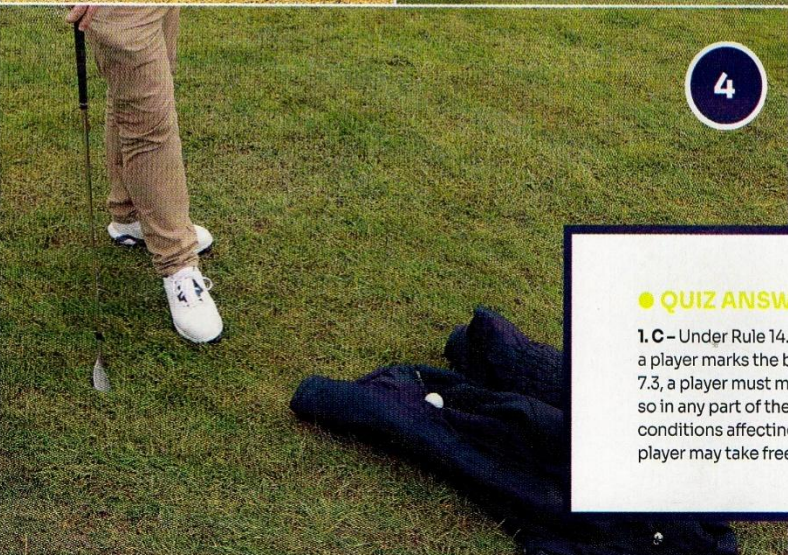 4
● QUIZ ANSW
1. C – Under Rule 14.
a player marks the b
7.3, a player must m
so in any part of the
conditions affecting
player may take free